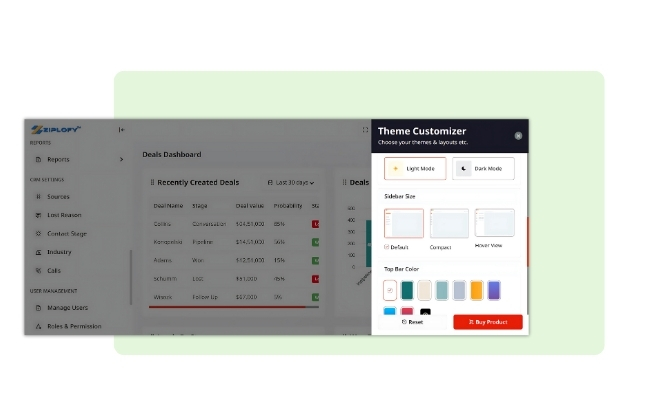 ZIPLOFY
REPORTS
Reports
CRM SETTINGS
Sources
Lost Reason
Contact Stage
Industry
Calls
USER MANAGEMENT
Manage Users
Roles & Permission
Deals Dashboard
Recently Created Deals
Last 30 days
Deal Name Stage Deal Value Probability
Collins Conversation $04,51,000 85%
Konopelski Pipeline $14,51,000 56%
Adams Won $12,51,000 15%
Schumm Lost $51,000 45%
Wisozk Follow Up $67,000 5%
Deals
500
400
300
200
100
0
Theme Customizer
Choose your themes & layouts etc.
Light Mode
Dark Mode
Sidebar Size
Default
Compact
Hover View
Top Bar Color
Reset
Buy Product